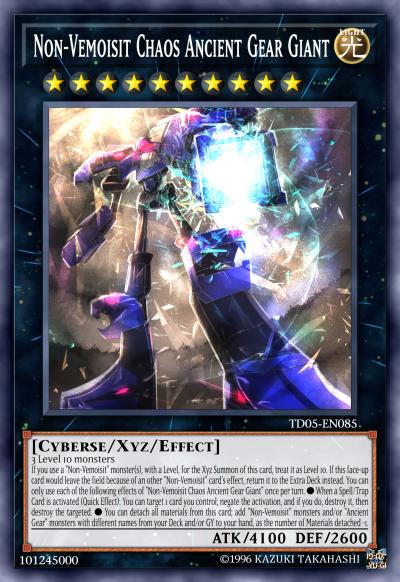 NON-VEMOISIT CHAOS ANCIENT GEAR GIANT
LIGHT
光
TD05-EN085
[CYBERSE/XYZ/EFFECT]
3 Level 10 monsters
If you use a "Non-Vemoisit" monster(s), with a Level, for the Xyz Summon of this card, treat it as Level 10. If this face-up
card would leave the field because of an other "Non-Vemoisit" card's effect, return it to the Extra Deck instead. You can
only use each of the following effects of "Non-Vemoisit Chaos Ancient Gear Giant" once per turn. ● When a Spell/Trap
Card is activated (Quick Effect): You can target 1 card you control; negate the activation, and if you do, destroy it, then
destroy the targeted. ● You can detach all materials from this card; add "Non-Vemoisit" monsters and/or "Ancient
Gear" monsters with different names from your Deck and/or GY to your hand, as the number of Materials detached -1.
ATK/4100 DEF/2600
101245000
©1996 KAZUKI TAKAHASHI